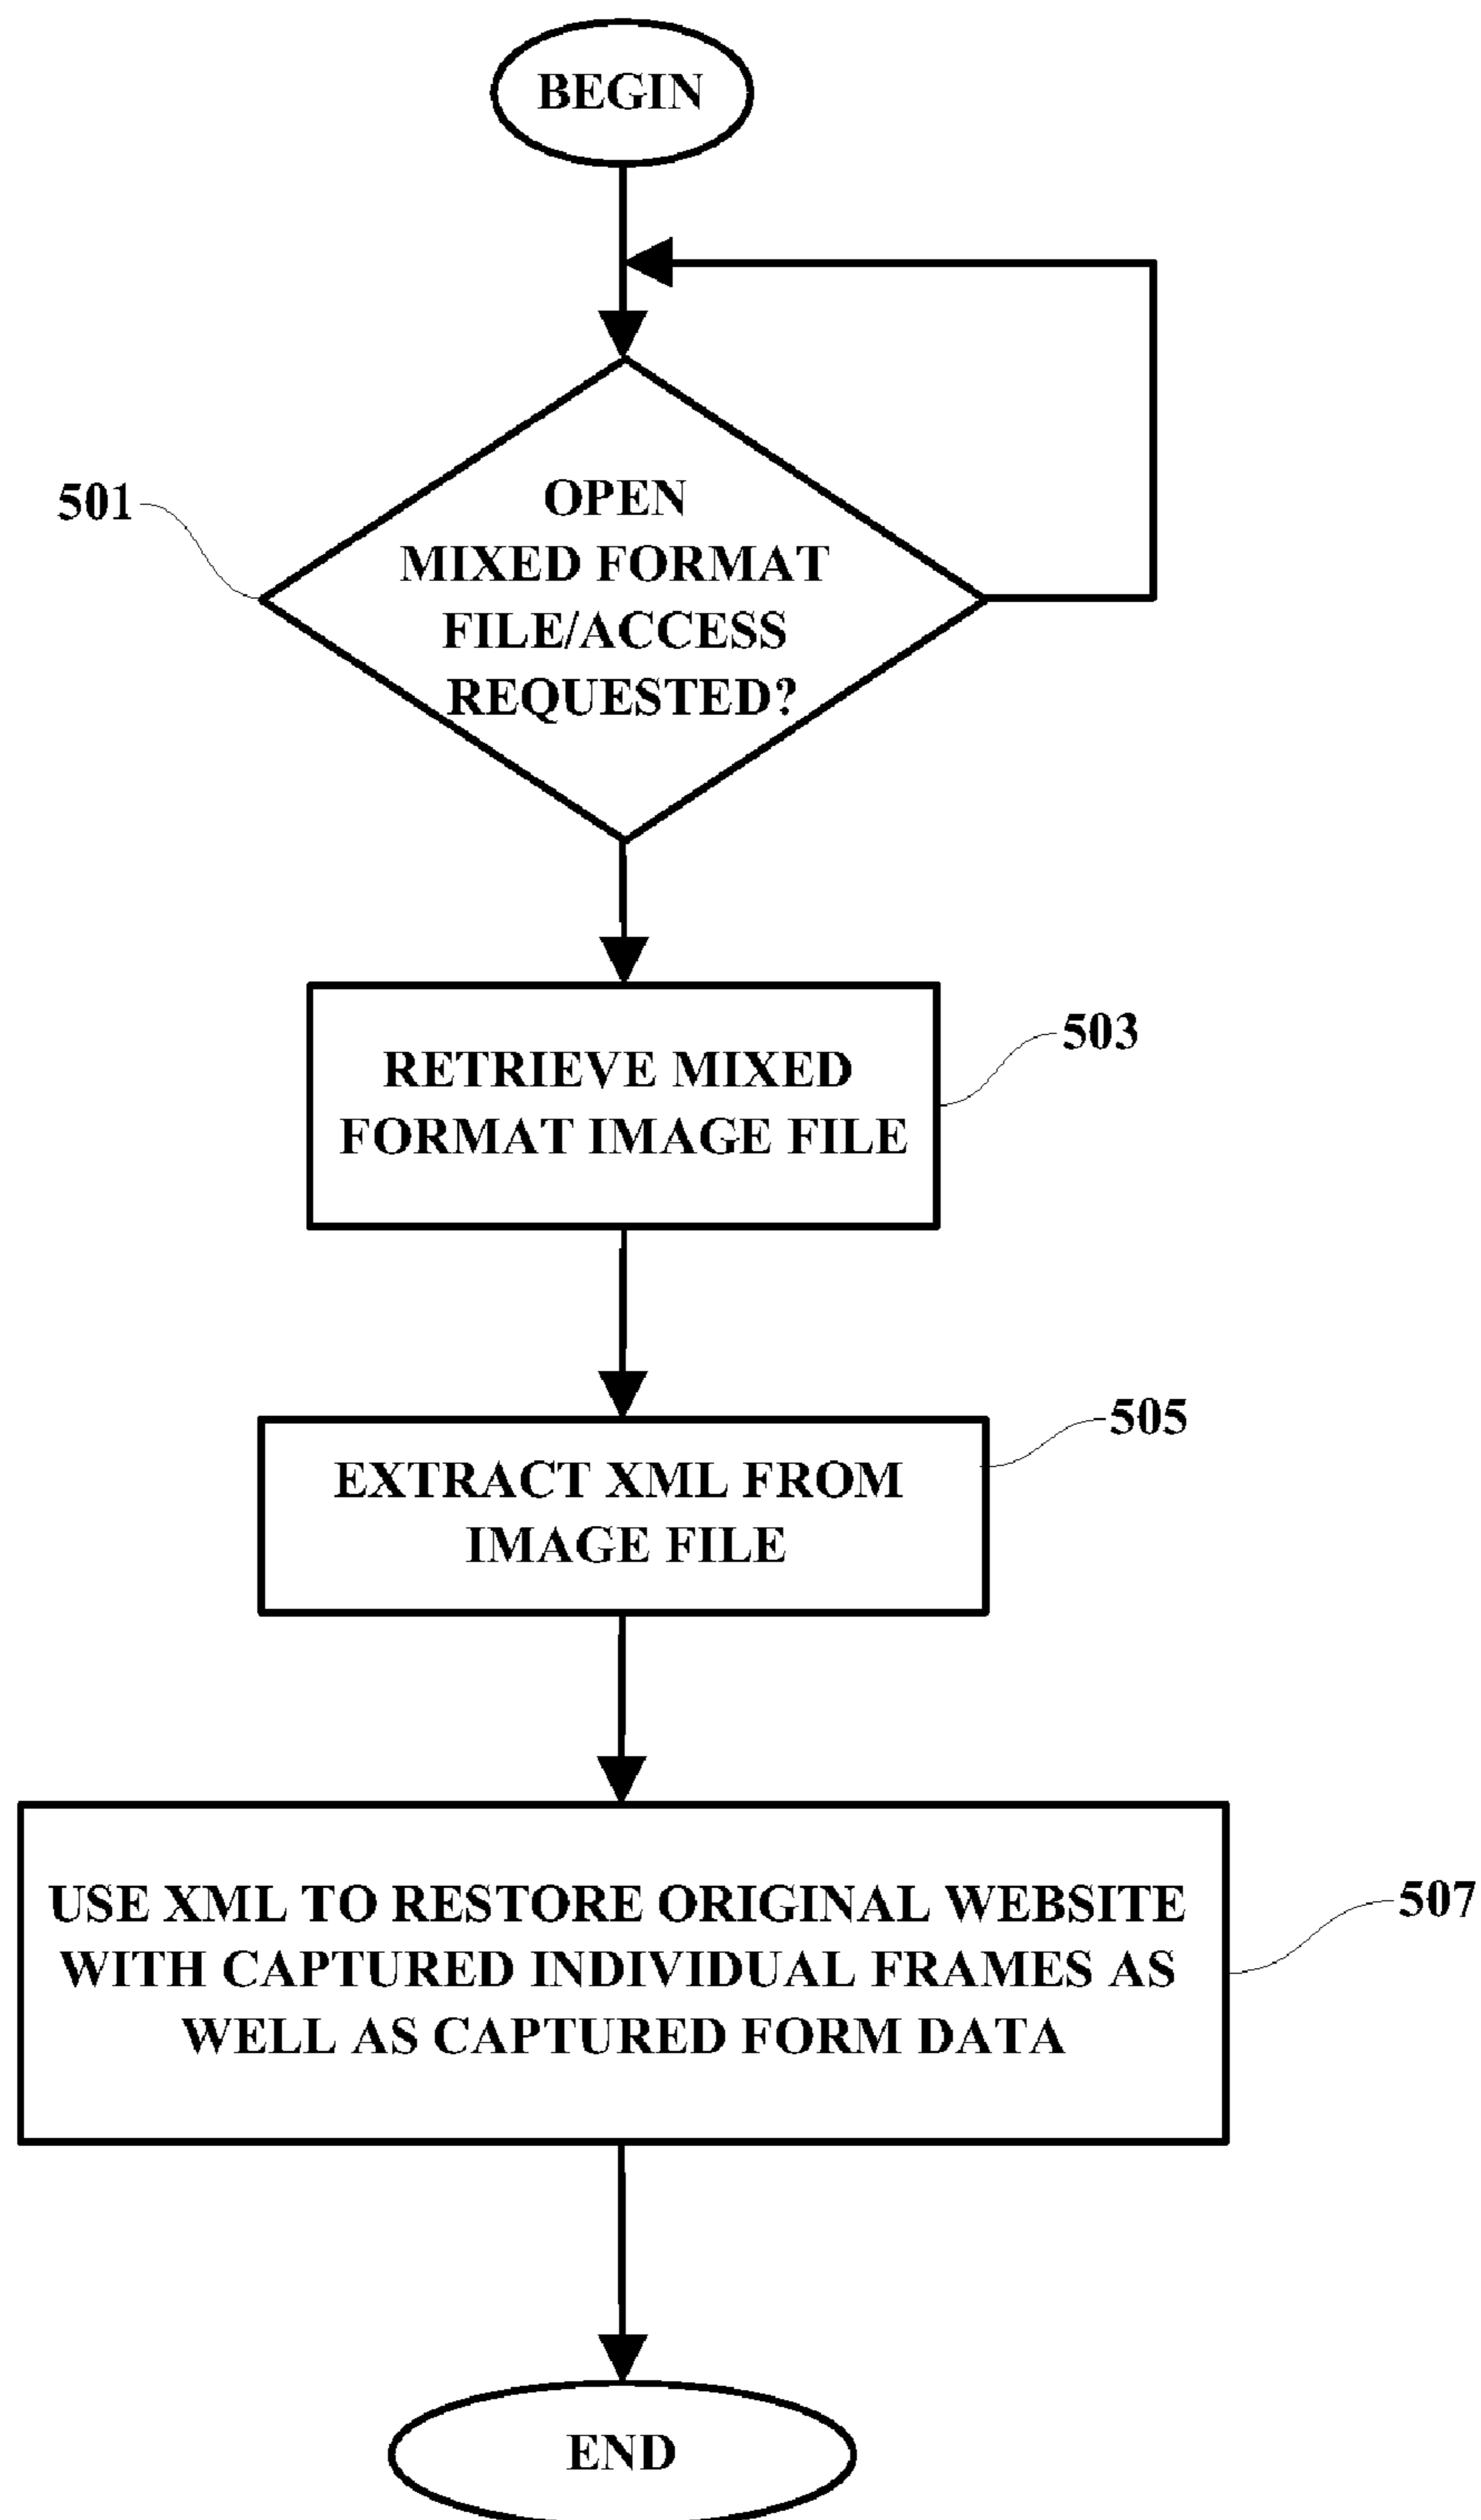 BEGIN
501
OPEN
MIXED FORMAT
FILE/ACCESS
REQUESTED?
RETRIEVE MIXED
FORMAT IMAGE FILE
503
EXTRACT XML FROM
IMAGE FILE
505
USE XML TO RESTORE ORIGINAL WEBSITE
WITH CAPTURED INDIVIDUAL FRAMES AS
WELL AS CAPTURED FORM DATA
507
END